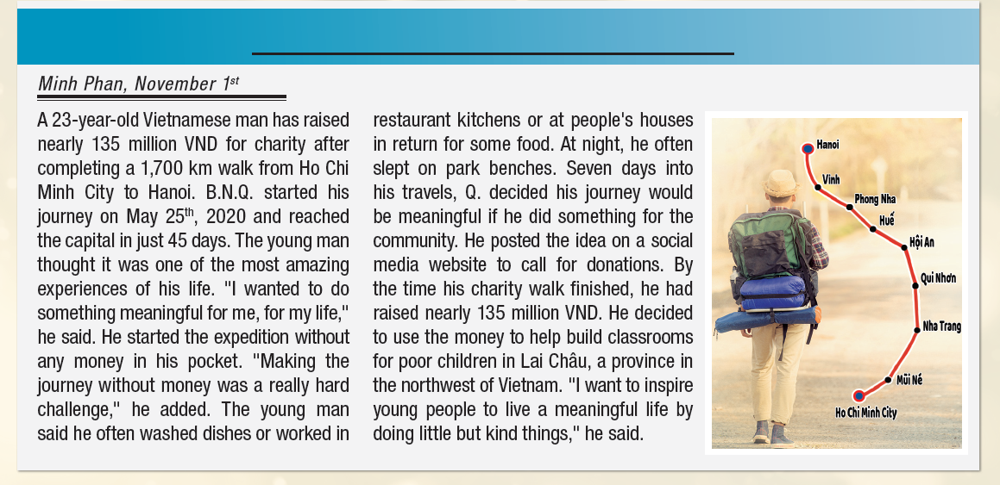 Minh Phan, November 1st
A 23-year-old Vietnamese man has raised
nearly 135 million VND for charity after
completing a 1,700 km walk from Ho Chi
Minh City to Hanoi. B.N.Q. started his
journey on May 25th, 2020 and reached
the capital in just 45 days. The young man
thought it was one of the most amazing
experiences of his life. "I wanted to do
something meaningful for me, for my life,"
he said. He started the expedition without
any money in his pocket. "Making the
journey without money was a really hard
challenge," he added. The young man
said he often washed dishes or worked in
restaurant kitchens or at people's houses
in return for some food. At night, he often
slept on park benches. Seven days into
his travels, Q. decided his journey would
be meaningful if he did something for the
community. He posted the idea on a social
media website to call for donations. By
the time his charity walk finished, he had
raised nearly 135 million VND. He decided
to use the money to help build classrooms
for poor children in Lai Châu, a province in
the northwest of Vietnam. "I want to inspire
young people to live a meaningful life by
doing little but kind things," he said.
Hanoi
Vinh
Phong Nha
Huế
Hội An
Qui Nhơn
Nha Trang
Mũi Né
Ho Chi Minh City